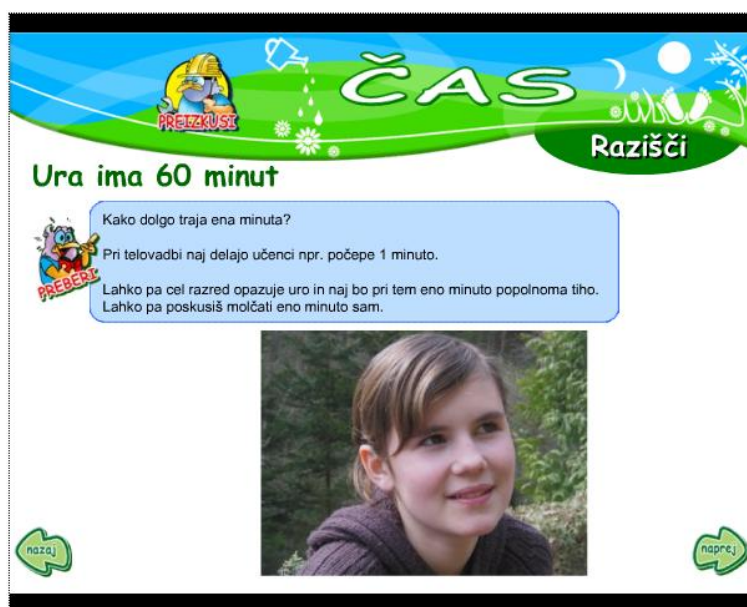 ČAS
PREIZKUSI
Razišči
Ura ima 60 minut
Kako dolgo traja ena minuta?
Pri telovadbi naj delajo učenci npr. počepe 1 minuto.
PREBERI
Lahko pa cel razred opazuje uro in naj bo pri tem eno minuto popolnoma tiho.
Lahko pa poskusiš molčati eno minuto sam.
nazaj
naprej